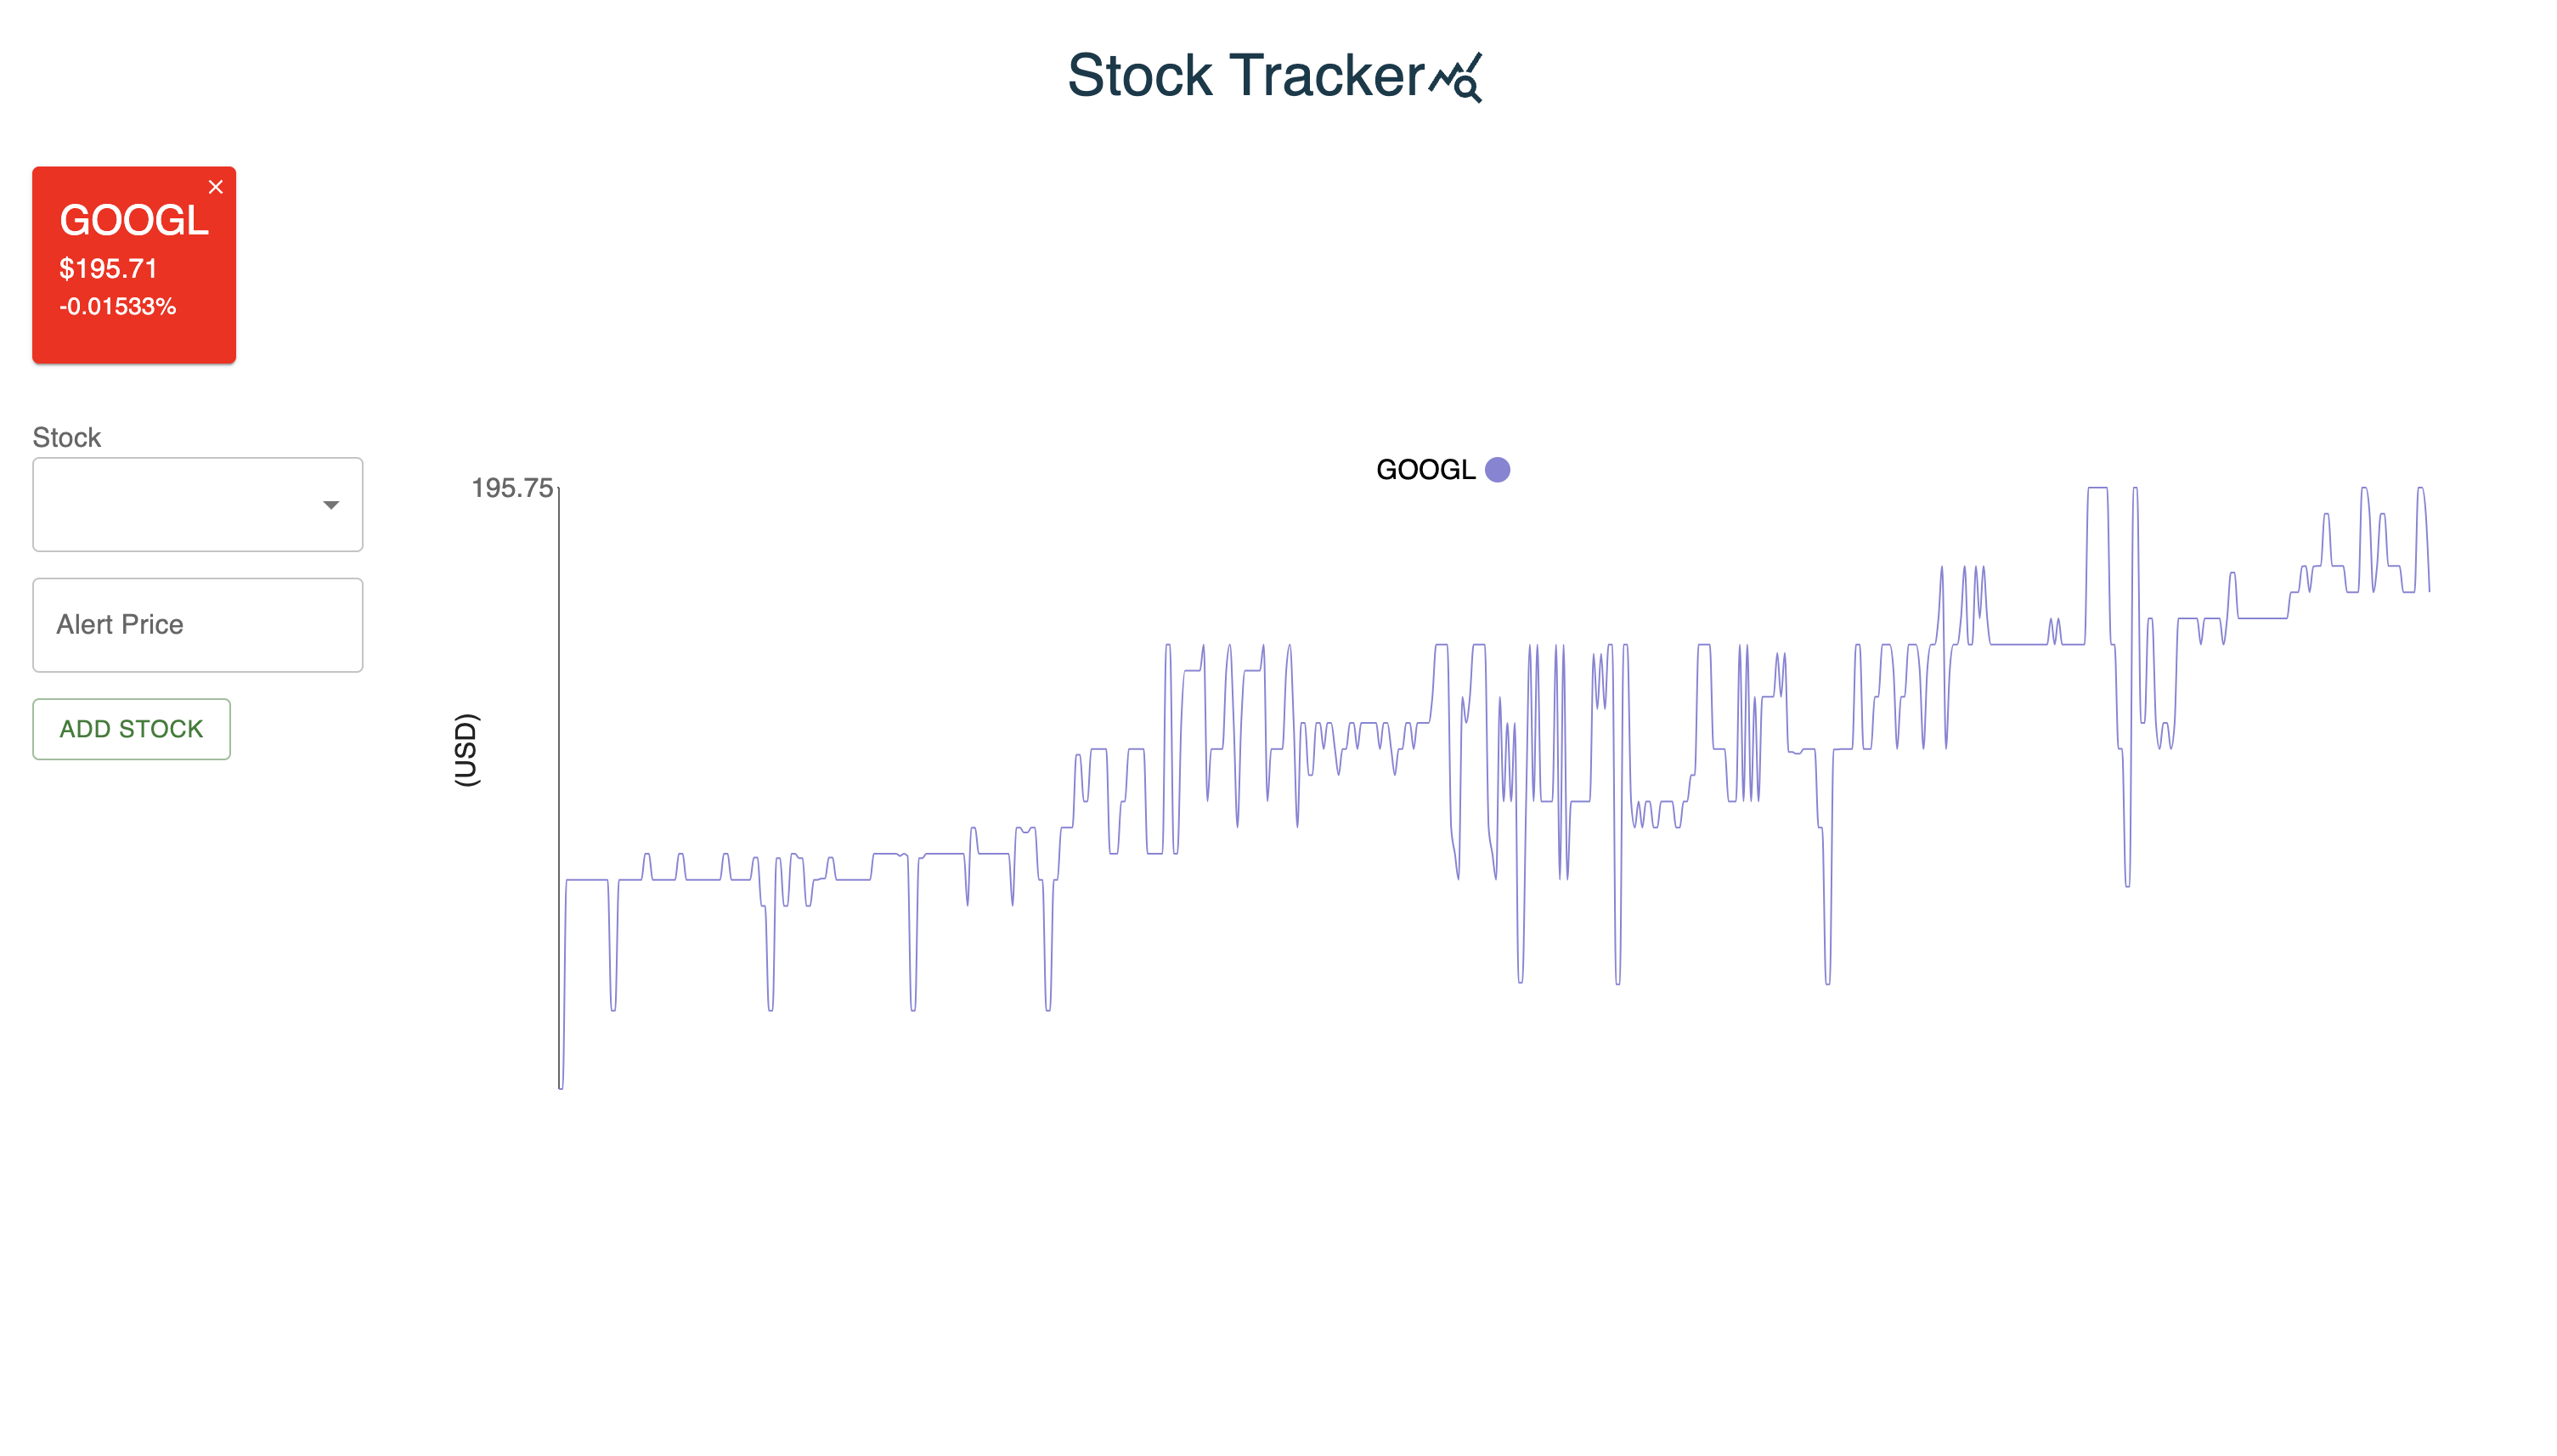 Stock Tracker
GOOGL
$195.71
-0.01533%
Stock
Alert Price
ADD STOCK
GOOGL
195.75
(USD)